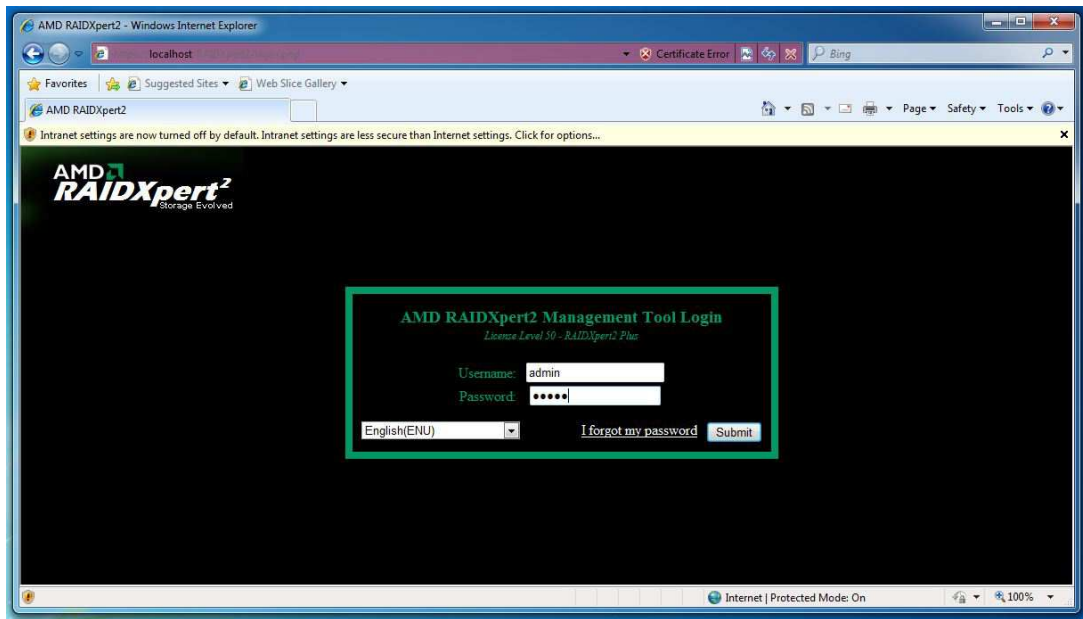 AMD RAIDXpert2 - Windows Internet Explorer
localhost
Certificate Error
Bing
Favorites Suggested Sites Web Slice Gallery
AMD RAIDXpert2
Page Safety Tools
Intranet settings are now turned off by default. Intranet settings are less secure than Internet settings. Click for options...
AMD
RAIDXpert2
Storage Evolved
AMD RAIDXpert2 Management Tool Login
License Level 50 - RAIDXpert2 Plus
Username: admin
Password: •••••
English(ENU) I forgot my password Submit
Internet | Protected Mode: On 100%